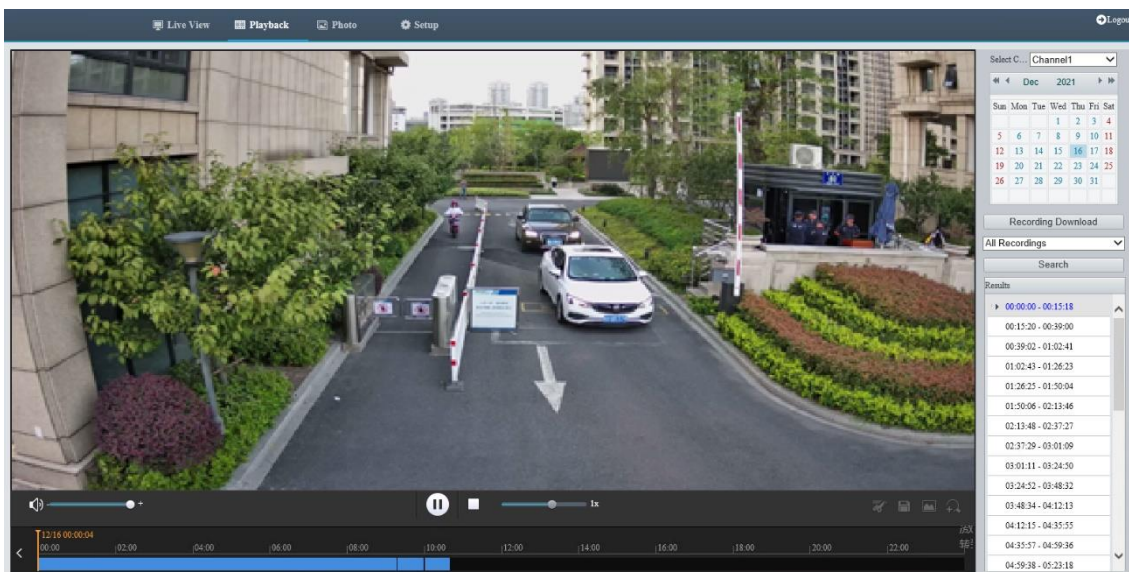 Live View Playback Photo Setup Logou
Select C... Channel1
Dec 2021
Sun Mon Tue Wed Thu Fri Sat
1 2 3 4
5 6 7 8 9 10 11
12 13 14 15 16 17 18
19 20 21 22 23 24 25
26 27 28 29 30 31
Recording Download
All Recordings
Search
Results
00:00:00 - 00:15:18
00:15:20 - 00:39:00
00:39:02 - 01:02:41
01:02:43 - 01:26:23
01:26:25 - 01:50:04
01:50:06 - 02:13:46
02:13:48 - 02:37:27
02:37:29 - 03:01:09
03:01:11 - 03:24:50
03:24:52 - 03:48:32
03:48:34 - 04:12:13
04:12:15 - 04:35:55
04:35:57 - 04:59:36
04:59:38 - 05:23:18
1x
12/16 00:00:04
00:00 02:00 04:00 06:00 08:00 10:00 12:00 14:00 16:00 18:00 20:00 22:00